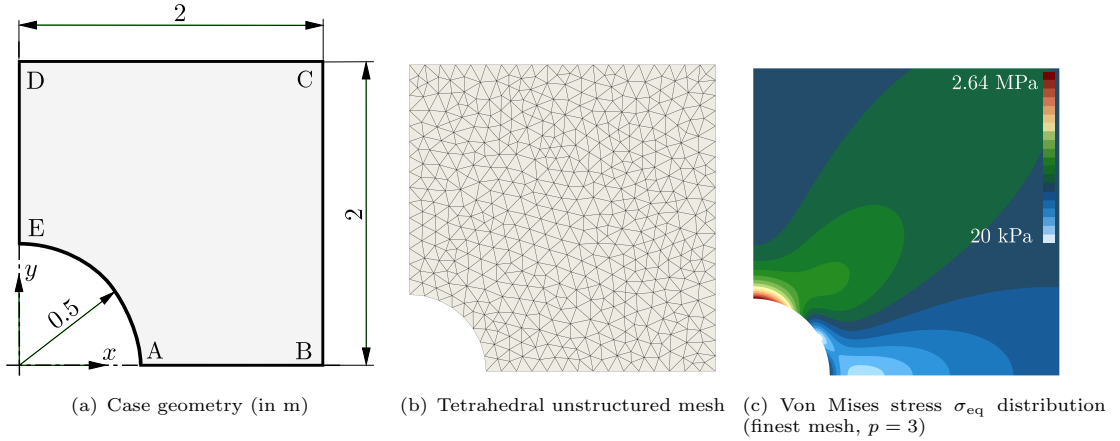 2
D
C
2
E
y
0.5
x
A
B
2.64 MPa
20 kPa
(a) Case geometry (in m)
(b) Tetrahedral unstructured mesh
(c) Von Mises stress σeq distribution
(finest mesh, p = 3)